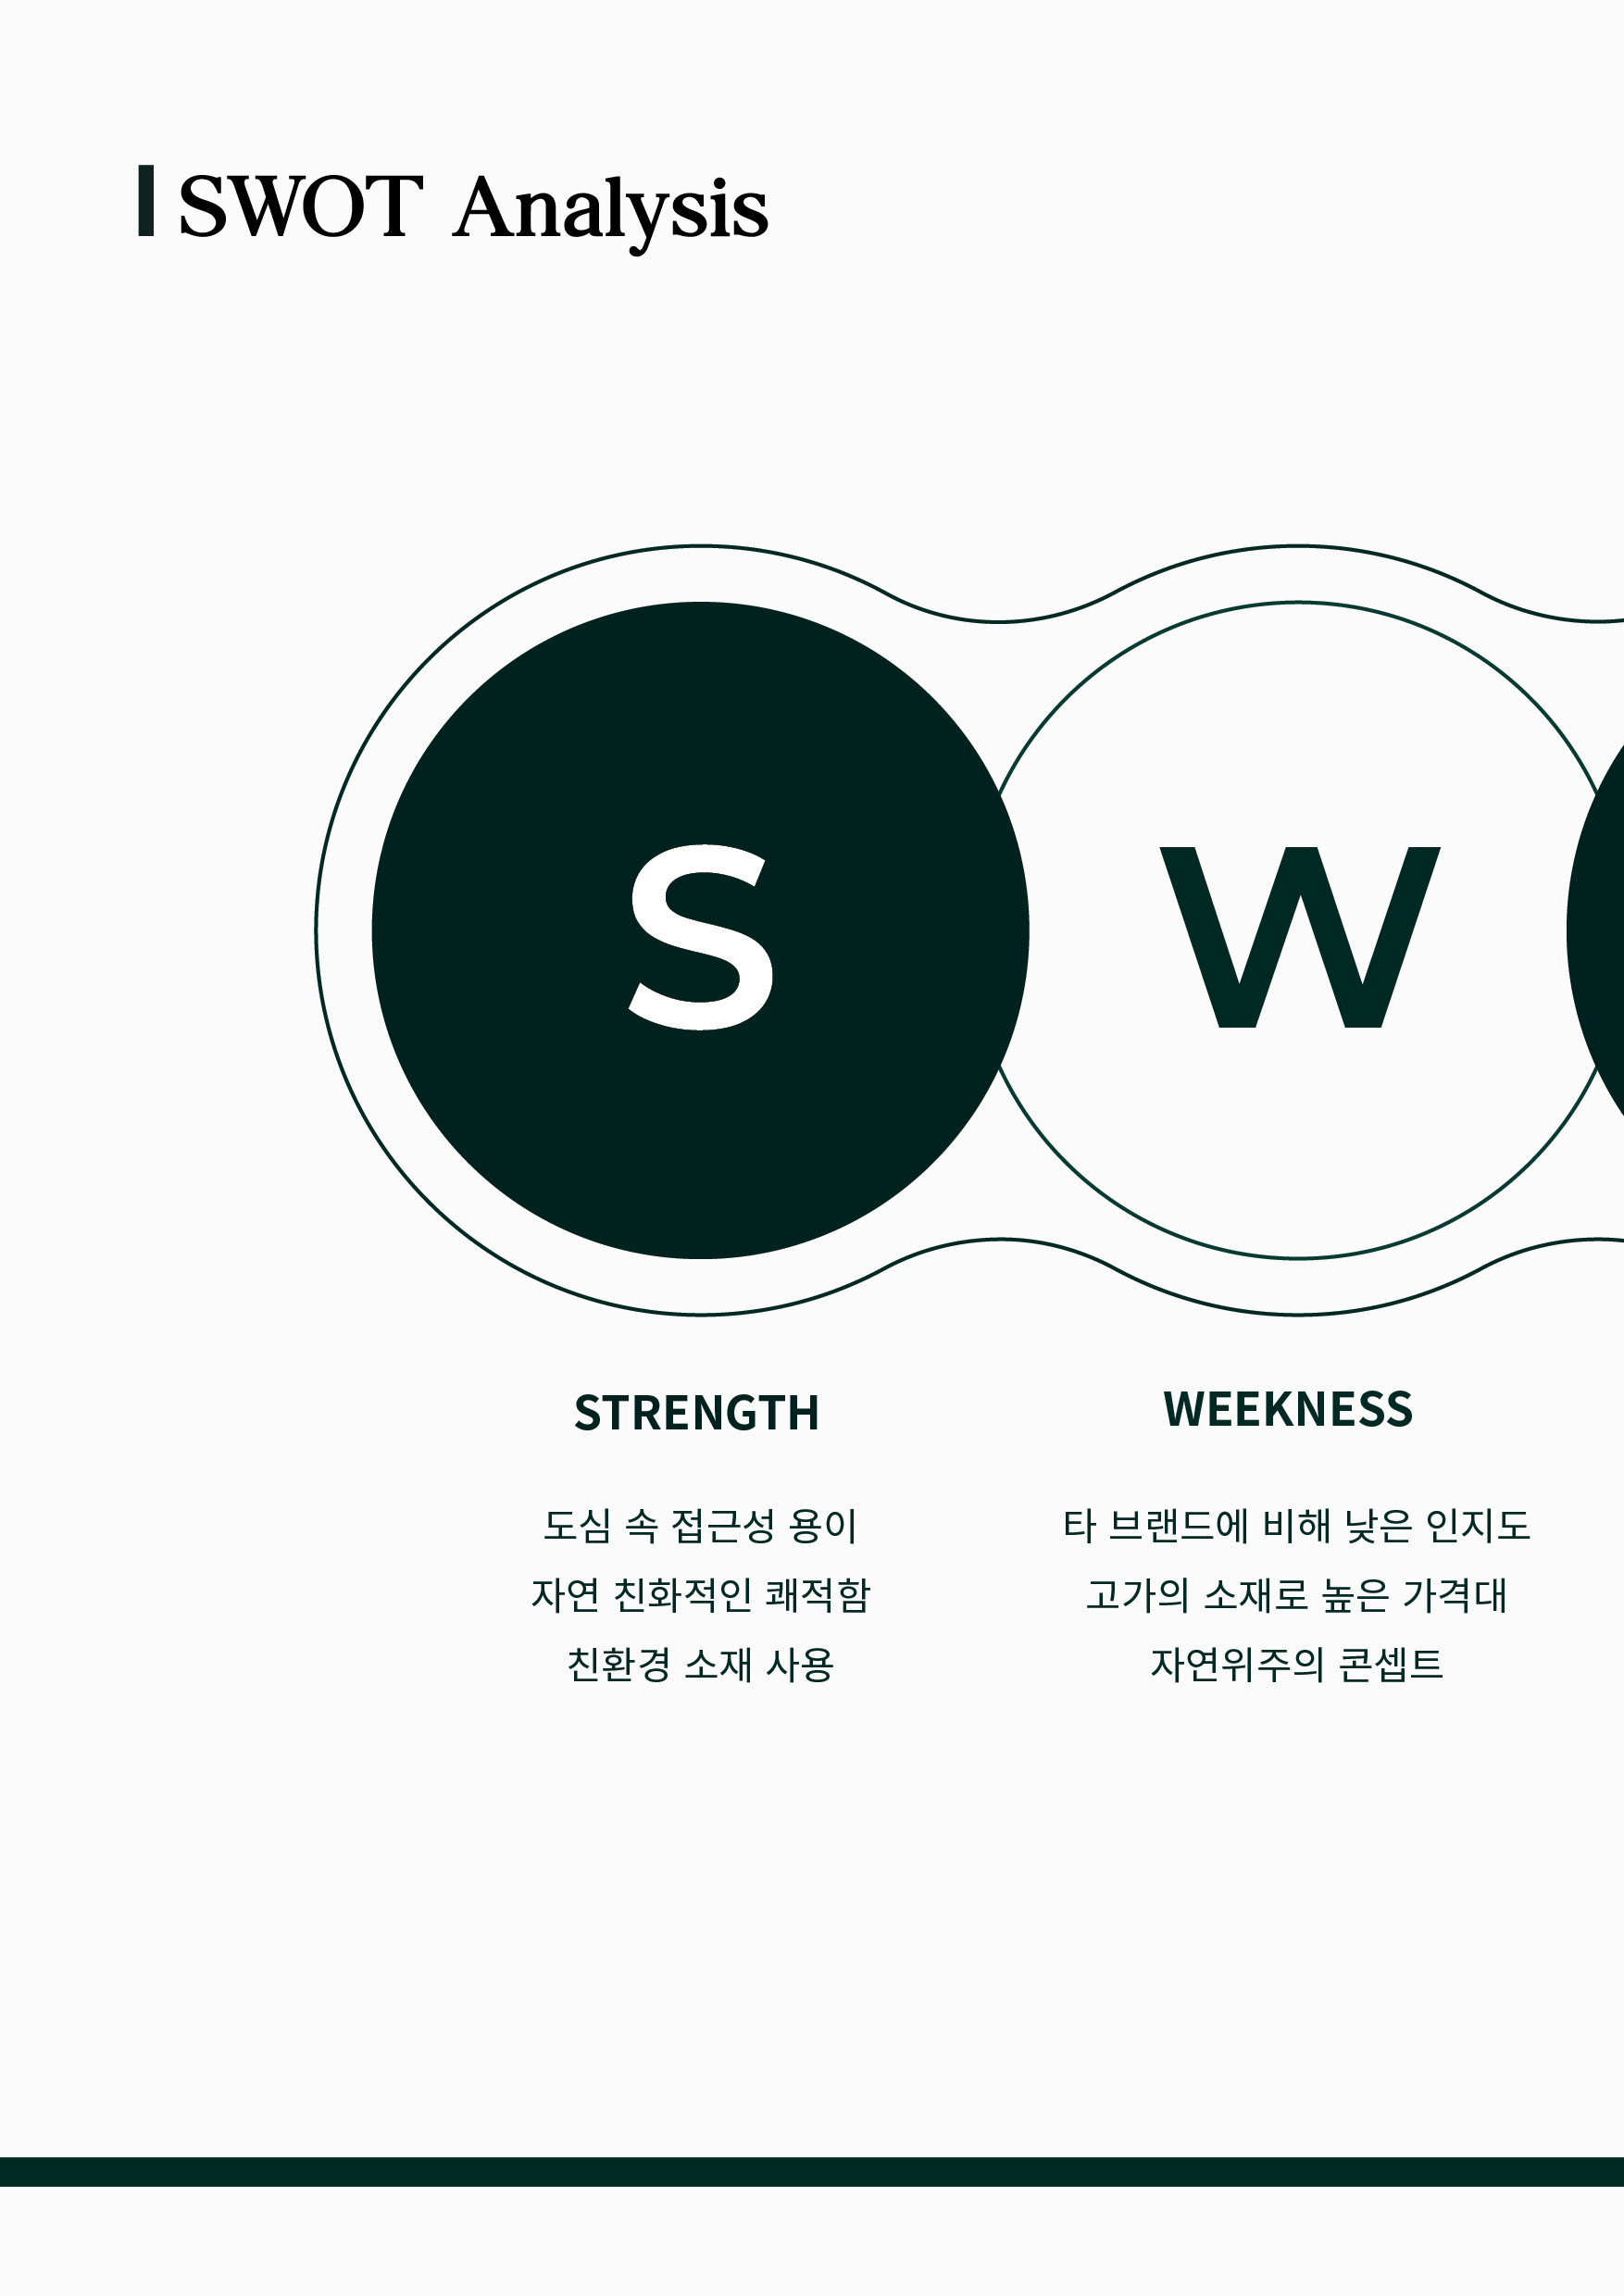 SWOT Analysis
S
W
STRENGTH
도심 속 접근성 용이
자연 친화적인 쾌적함
친환경 소재 사용
WEEKNESS
타 브랜드에 비해 낮은 인지도
고가의 소재로 높은 가격대
자연위주의 콘셉트